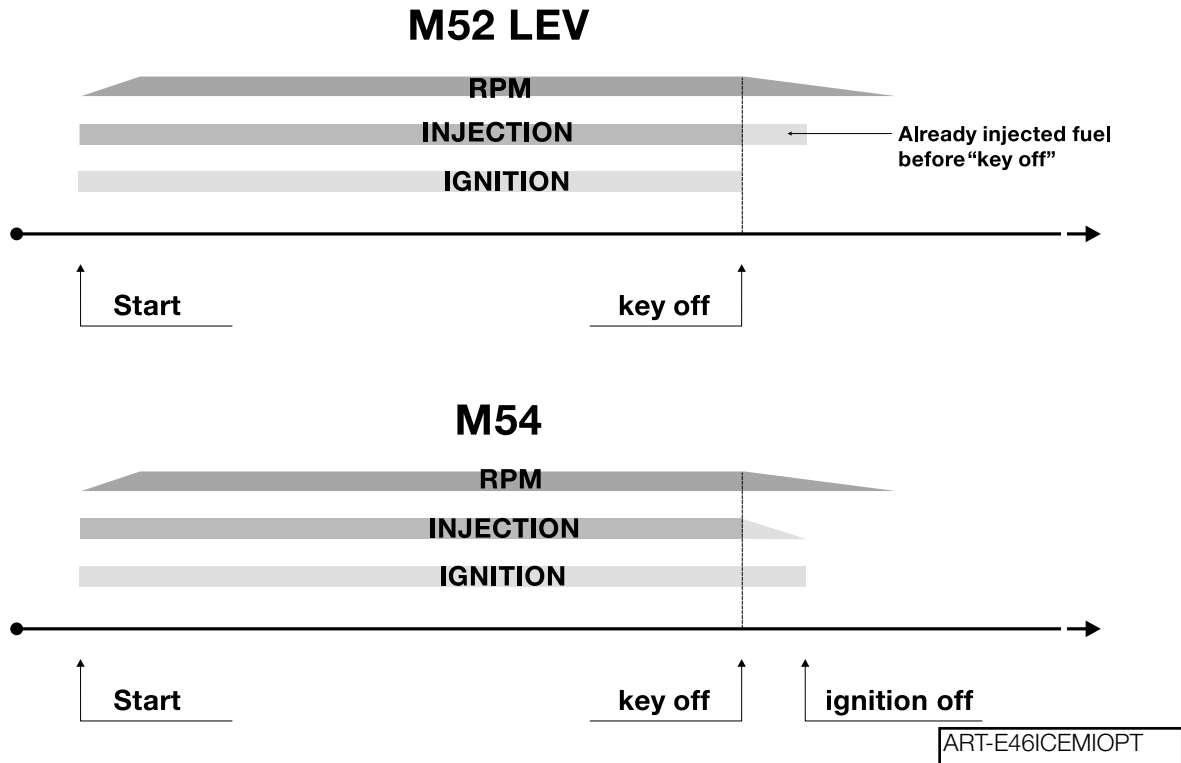 M52 LEV
RPM
INJECTION
Already injected fuel
before “key off”
IGNITION
Start
key off
M54
RPM
INJECTION
IGNITION
Start
key off
ignition off
ART-E46ICEMIOPT